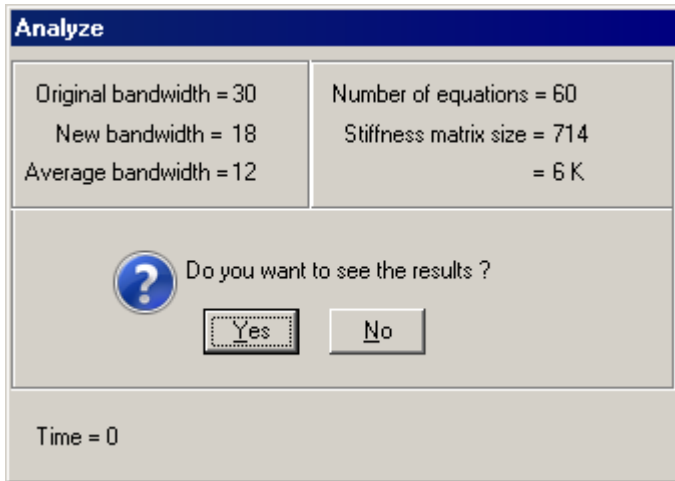 Analyze
Original bandwidth = 30
New bandwidth = 18
Average bandwidth = 12
Number of equations = 60
Stiffness matrix size = 714
= 6 K
Do you want to see the results ?
Yes
No
Time = 0